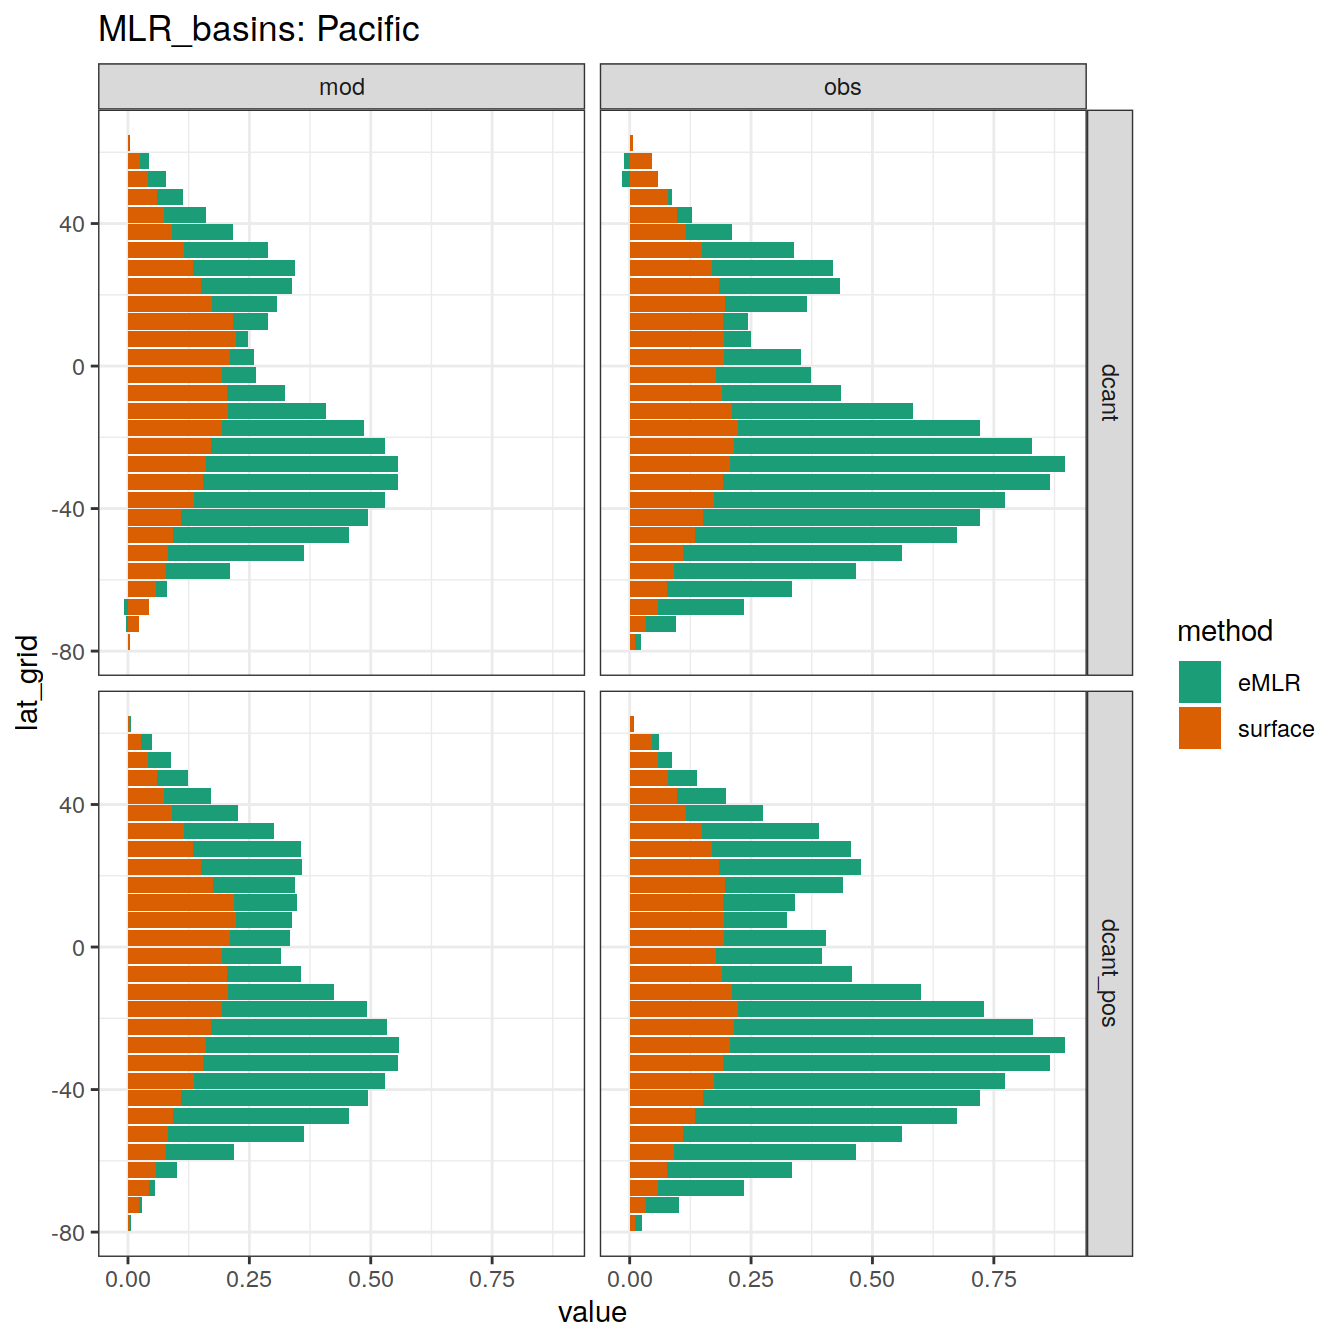 MLR_basins: Pacific
mod
obs
40
0
-40
-80
dcant
40
0
-40
-80
dcant_pos
0.00 0.25 0.50 0.75
0.00 0.25 0.50 0.75
value
lat_grid
method
eMLR
surface